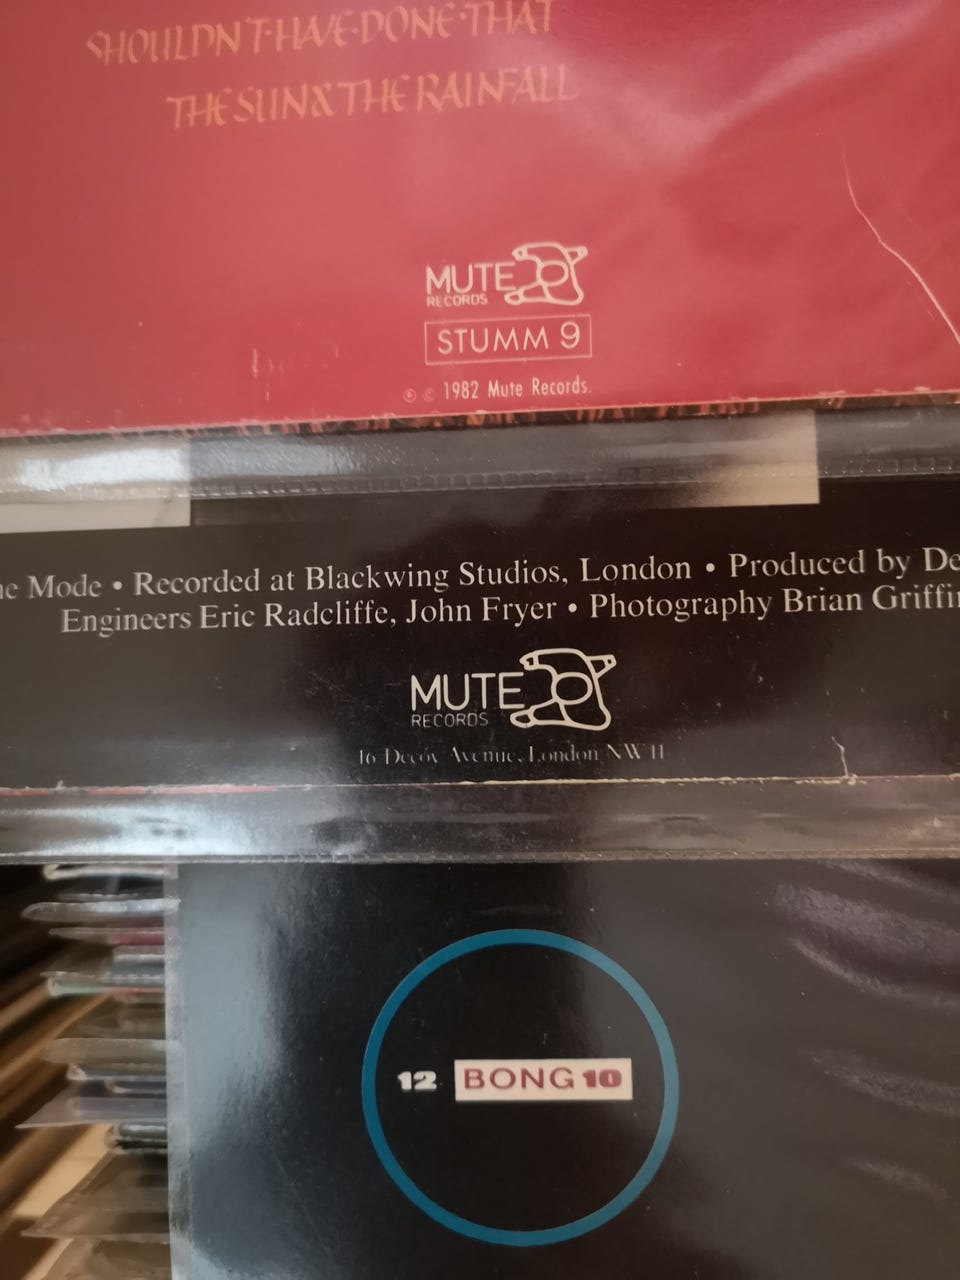 SHOULDN'T·HAVE·DONE·THAT
THE SUN & THE RAINFALL
MUTE
RECORDS
STUMM 9
℗ © 1982 Mute Records.
Mode • Recorded at Blackwing Studios, London • Produced by
Engineers Eric Radcliffe, John Fryer • Photography Brian
MUTE
RECORDS
16 Decoy Avenue, London NW11
12 BONG 10